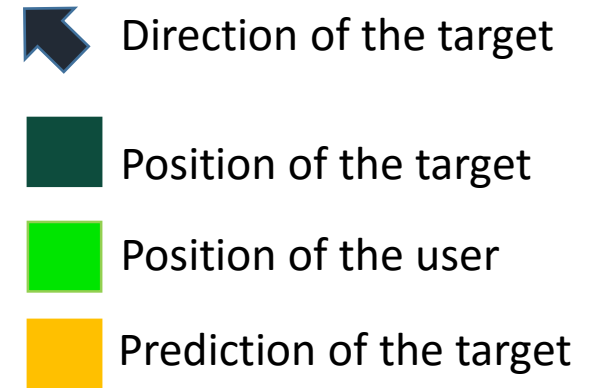 Direction of the target
Position of the target
Position of the user
Prediction of the target